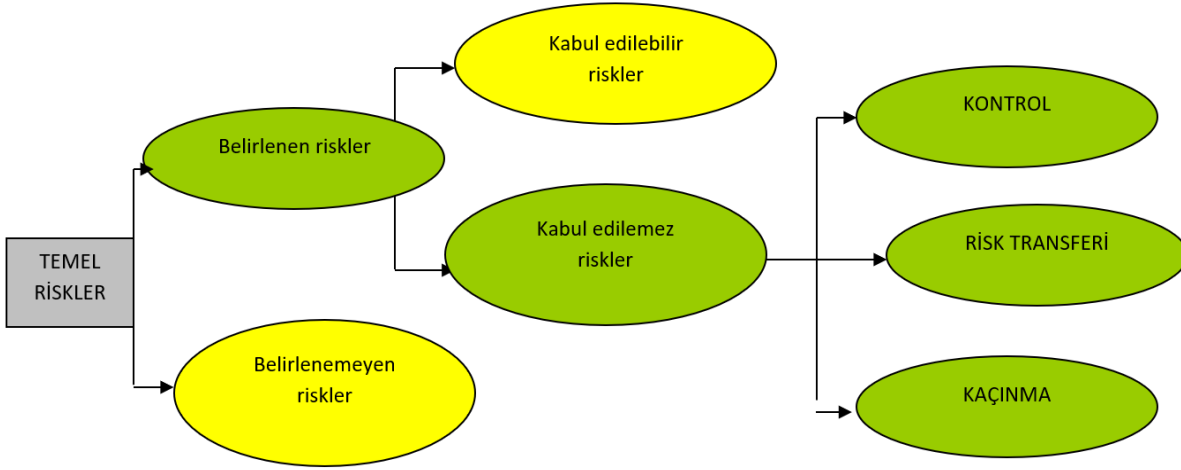 TEMEL
RİSKLER
Belirlenen riskler
Belirlenemeyen
riskler
Kabul edilebilir
riskler
Kabul edilemez
riskler
KONTROL
RİSK TRANSFERİ
KAÇINMA